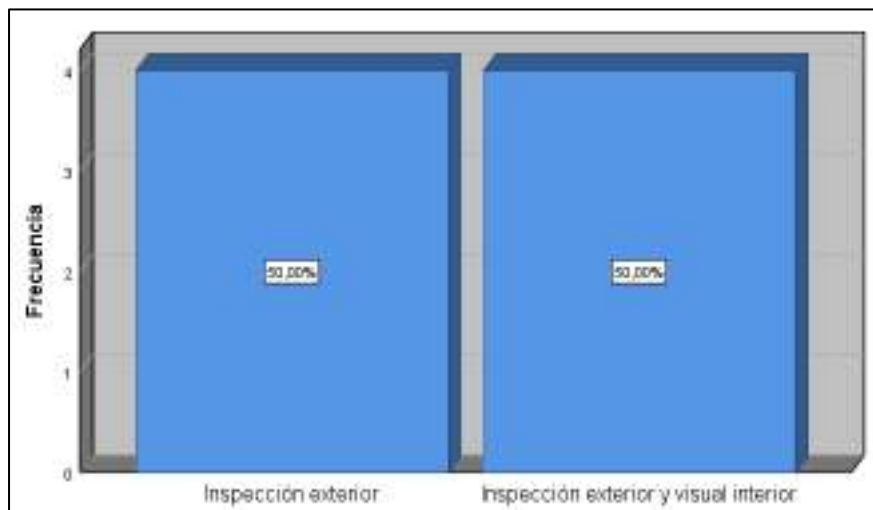 Frecuencia
4
3
2
1
0
50,00%
50,00%
Inspección exterior
Inspección exterior y visual interior